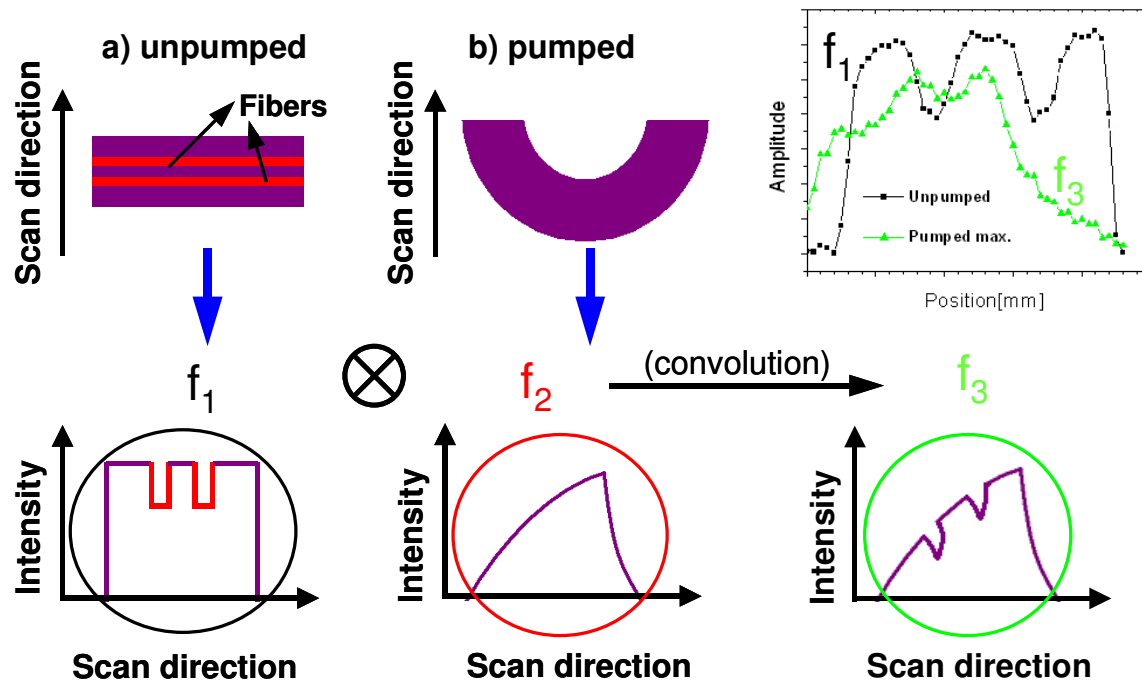 a) unpumped
b) pumped
Scan direction
Fibers
Scan direction
f1
Amplitude
f3
Unpumped
Pumped max.
Position[mm]
f1
f2
(convolution)
f3
Intensity
Scan direction
Intensity
Scan direction
Intensity
Scan direction